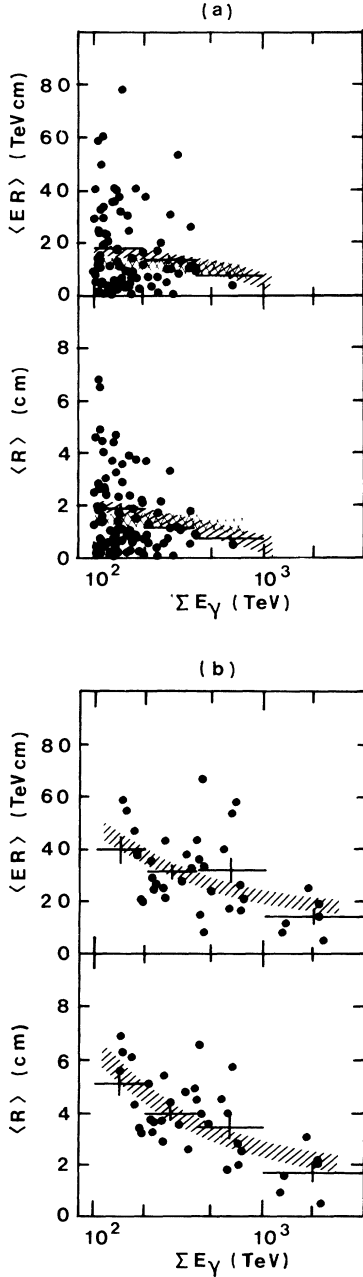 (a)
⟨ER⟩ (TeV cm)
80
60
40
20
0
⟨R⟩ (cm)
8
6
4
2
0
10² 10³
ΣEγ (TeV)
(b)
⟨ER⟩ (TeV cm)
80
60
40
20
0
⟨R⟩ (cm)
8
6
4
2
0
10² 10³
ΣEγ (TeV)